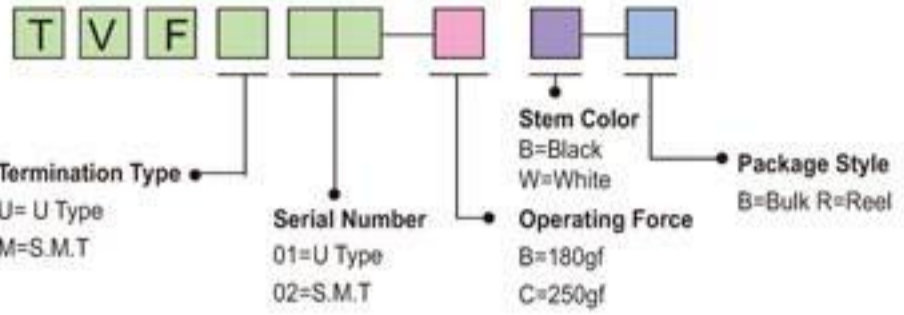 T V F
Stem Color
B=Black
W=White
Termination Type
U= U Type
M=S.M.T
Package Style
B=Bulk R=Reel
Serial Number
01=U Type
02=S.M.T
Operating Force
B=180gf
C=250gf